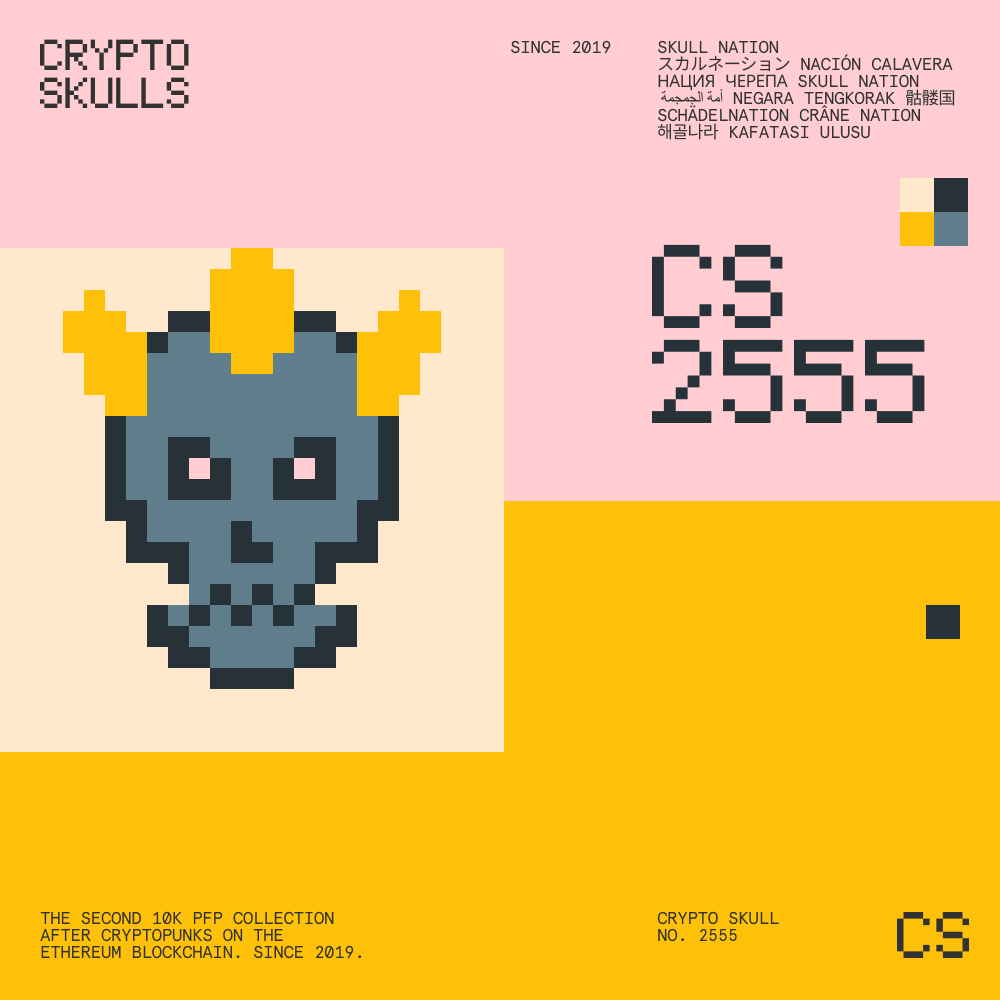 CRYPTO
SKULLS
SINCE 2019
SKULL NATION
スカルネーション NACIÓN CALAVERA
НАЦИЯ ЧЕРЕПА SKULL NATION
أمة الجمجمة NEGARA TENGKORAK 骷髅国
SCHÄDELNATION CRÂNE NATION
해골나라 KAFATASI ULUSU
CS
2555
THE SECOND 10K PFP COLLECTION
AFTER CRYPTOPUNKS ON THE
ETHEREUM BLOCKCHAIN. SINCE 2019.
CRYPTO SKULL
NO. 2555
CS